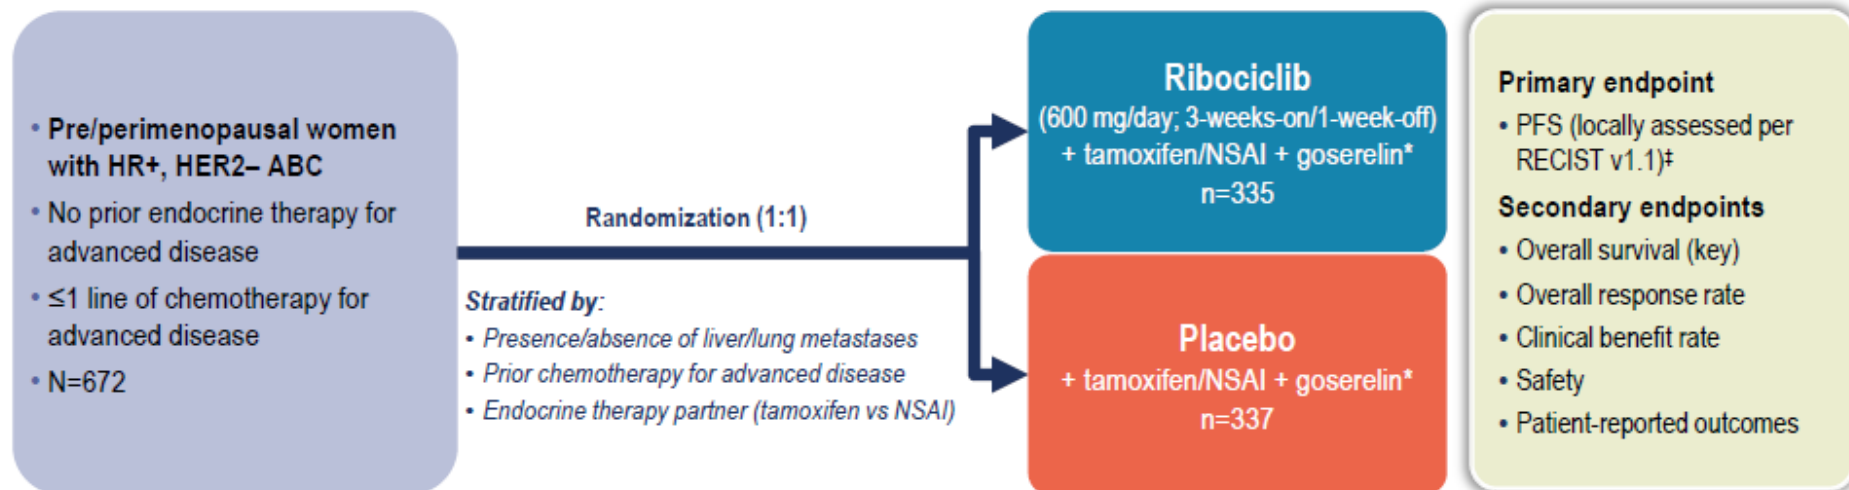 • Pre/perimenopausal women
with HR+, HER2– ABC
• No prior endocrine therapy for
advanced disease
• ≤1 line of chemotherapy for
advanced disease
• N=672
Randomization (1:1)
Stratified by:
• Presence/absence of liver/lung metastases
• Prior chemotherapy for advanced disease
• Endocrine therapy partner (tamoxifen vs NSAI)
Ribociclib
(600 mg/day; 3-weeks-on/1-week-off)
+ tamoxifen/NSAI + goserelin*
n=335
Placebo
+ tamoxifen/NSAI + goserelin*
n=337
Primary endpoint
• PFS (locally assessed per
RECIST v1.1)‡
Secondary endpoints
• Overall survival (key)
• Overall response rate
• Clinical benefit rate
• Safety
• Patient-reported outcomes